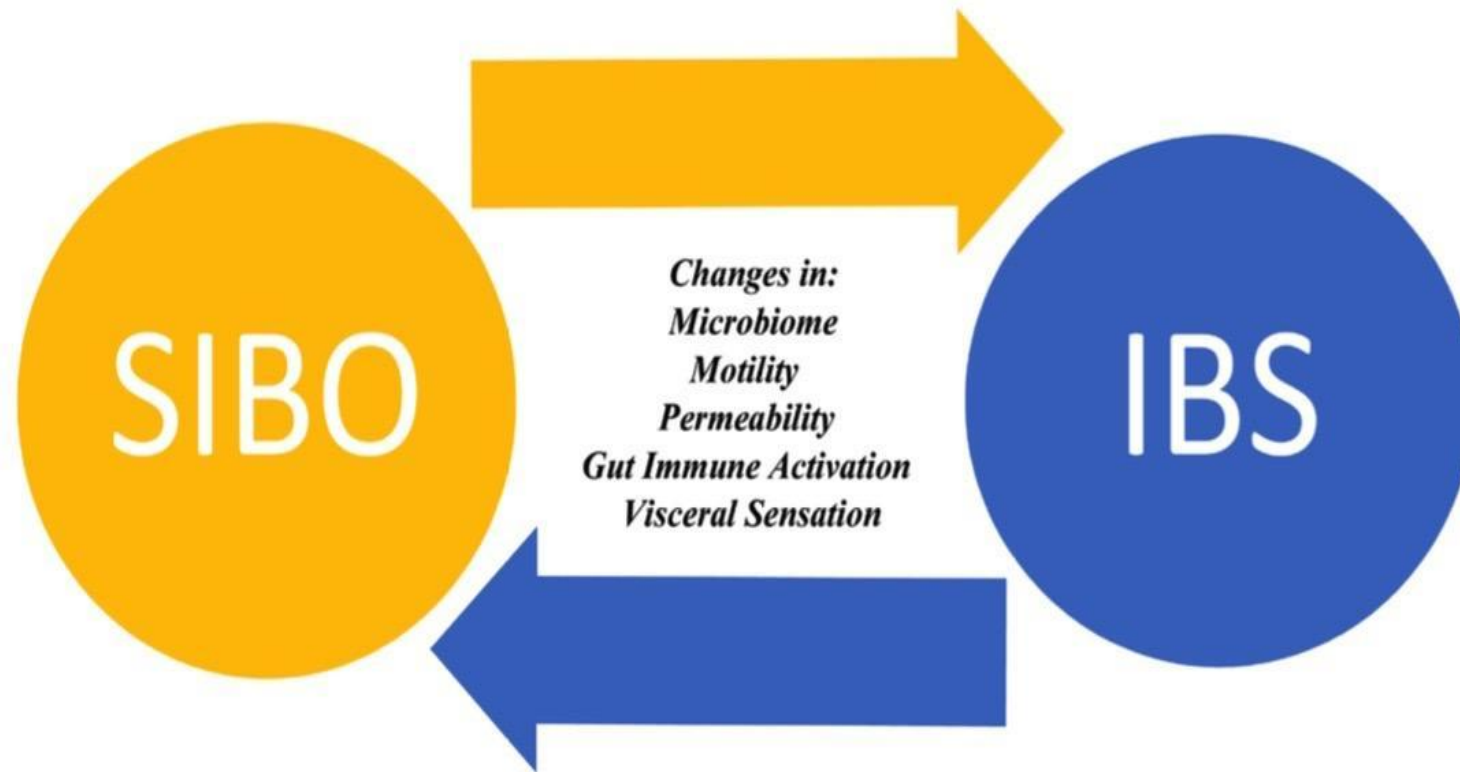 SIBO
Changes in:
Microbiome
Motility
Permeability
Gut Immune Activation
Visceral Sensation
IBS